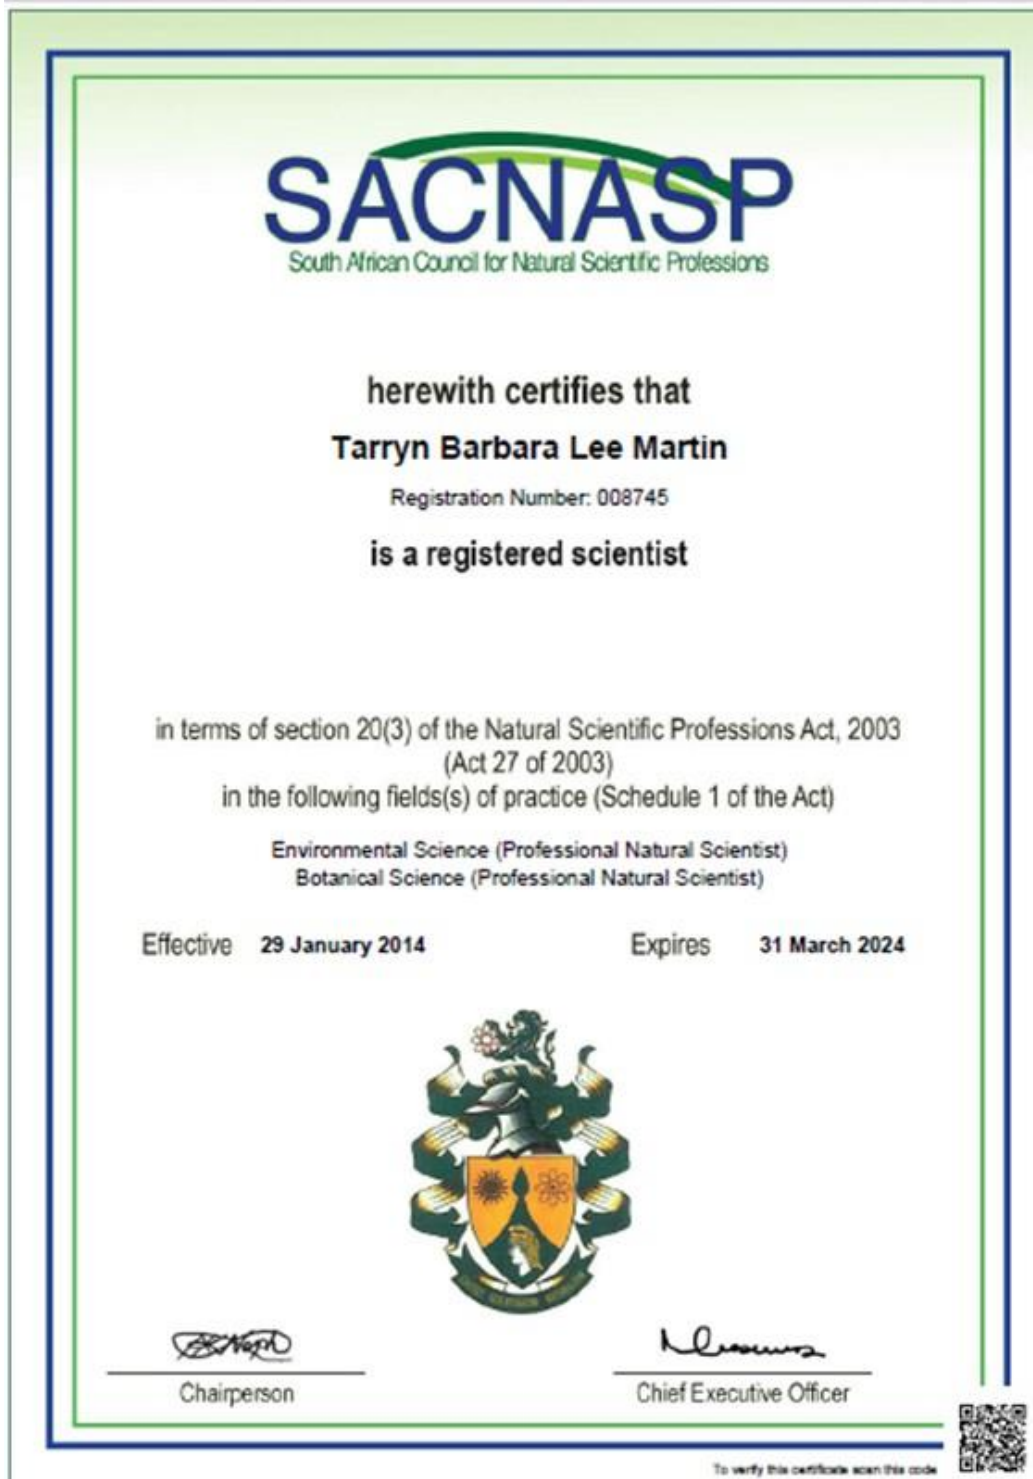 SACNASP
South African Council for Natural Scientific Professions
herewith certifies that
Tarryn Barbara Lee Martin
Registration Number: 008745
is a registered scientist
in terms of section 20(3) of the Natural Scientific Professions Act, 2003
(Act 27 of 2003)
in the following fields(s) of practice (Schedule 1 of the Act)
Environmental Science (Professional Natural Scientist)
Botanical Science (Professional Natural Scientist)
Effective 29 January 2014 Expires 31 March 2024
Chairperson Chief Executive Officer
To verify this certificate scan this code